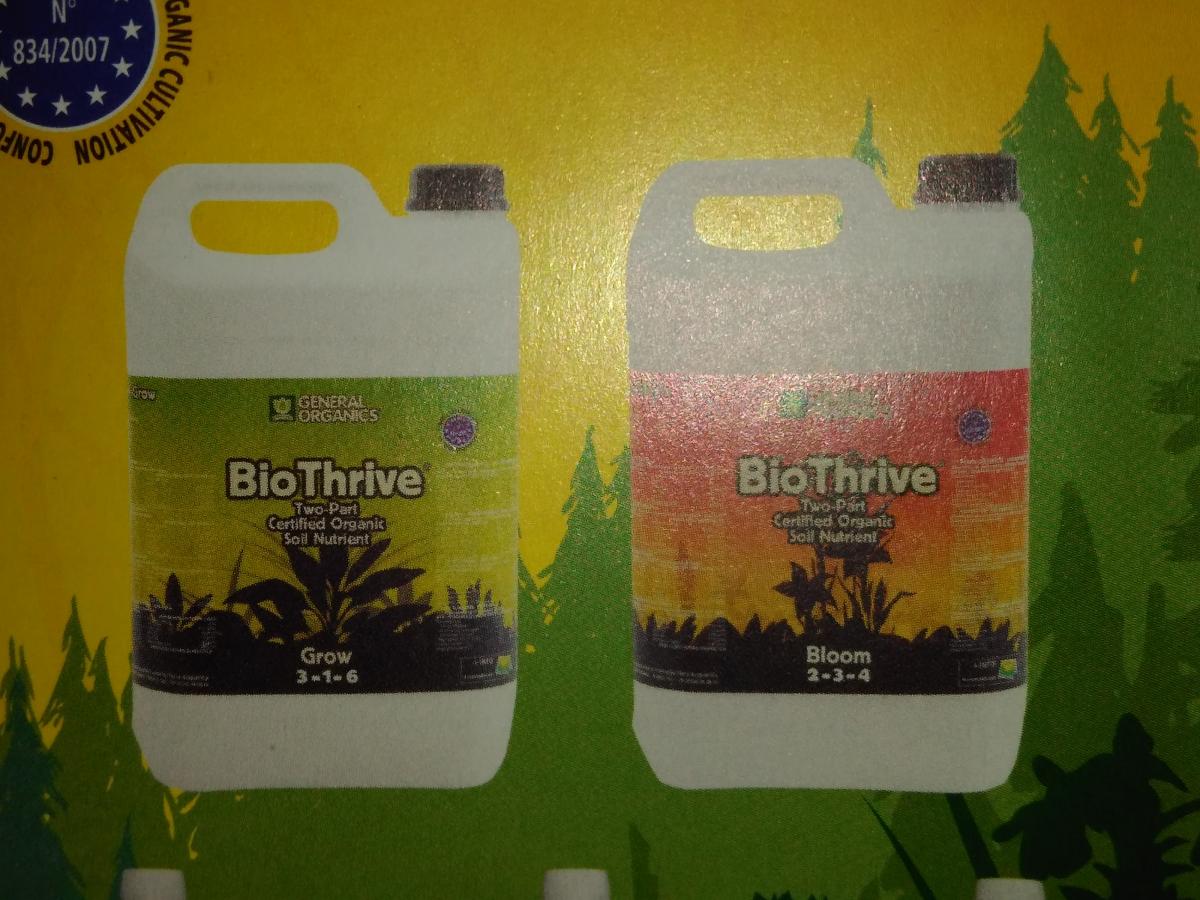 N°
834/2007
GANIC CULTIVATION
CONFO
Grow
GENERAL
ORGANICS
BioThrive
Two-Part
Certified Organic
Soil Nutrient
Grow
3-1-6
BioThrive
Two-Part
Certified Organic
Soil Nutrient
Bloom
2-3-4